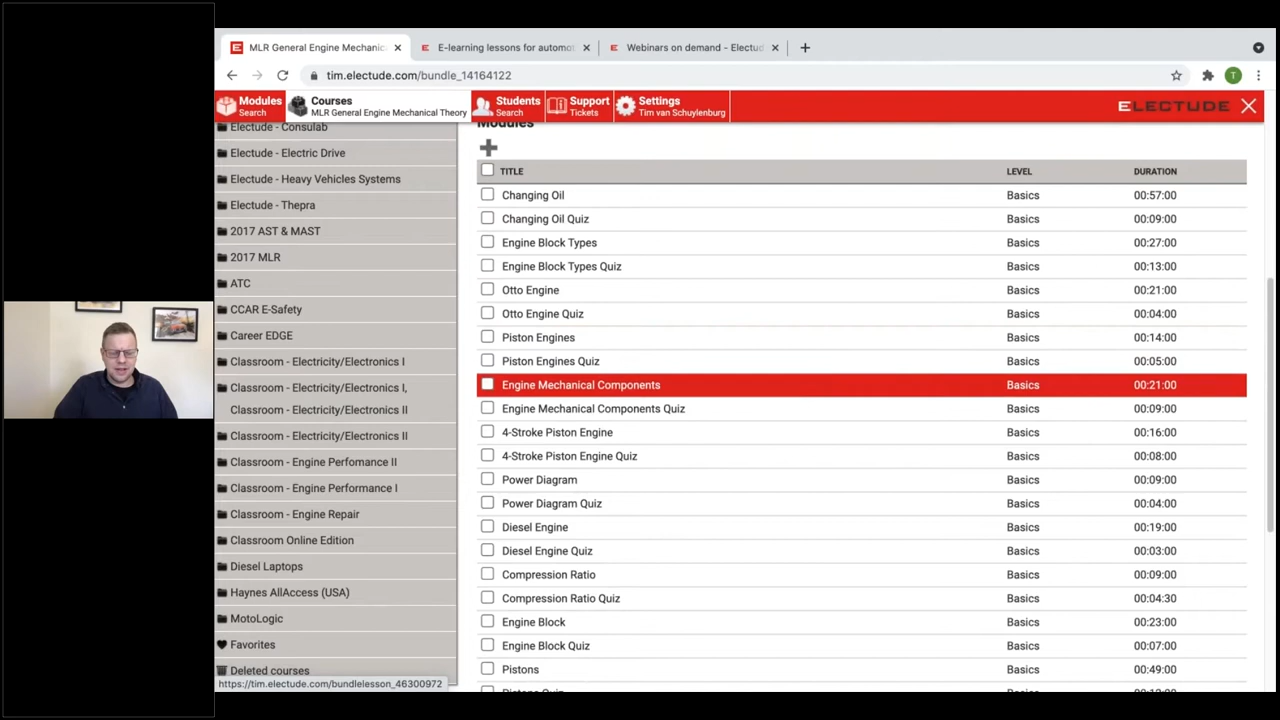 MLR General Engine Mechanic
E-learning lessons for automot
Webinars on demand - Electud
tim.electude.com/bundle_14164122
T
Modules
Search
Courses
MLR General Engine Mechanical Theory
Students
Search
Support
Tickets
Settings
Tim van Schuylenburg
ELECTUDE
Electude - Consulab
Electude - Electric Drive
Electude - Heavy Vehicles Systems
Electude - Thepra
2017 AST & MAST
2017 MLR
ATC
CCAR E-Safety
Career EDGE
Classroom - Electricity/Electronics I
Classroom - Electricity/Electronics I,
Classroom - Electricity/Electronics II
Classroom - Electricity/Electronics II
Classroom - Engine Perfomance II
Classroom - Engine Performance I
Classroom - Engine Repair
Classroom Online Edition
Diesel Laptops
Haynes AllAccess (USA)
MotoLogic
Favorites
Deleted courses
https://tim.electude.com/bundlelesson_46300972
Modules
TITLE LEVEL DURATION
Changing Oil Basics 00:57:00
Changing Oil Quiz Basics 00:09:00
Engine Block Types Basics 00:27:00
Engine Block Types Quiz Basics 00:13:00
Otto Engine Basics 00:21:00
Otto Engine Quiz Basics 00:04:00
Piston Engines Basics 00:14:00
Piston Engines Quiz Basics 00:05:00
Engine Mechanical Components Basics 00:21:00
Engine Mechanical Components Quiz Basics 00:09:00
4-Stroke Piston Engine Basics 00:16:00
4-Stroke Piston Engine Quiz Basics 00:08:00
Power Diagram Basics 00:09:00
Power Diagram Quiz Basics 00:04:00
Diesel Engine Basics 00:19:00
Diesel Engine Quiz Basics 00:03:00
Compression Ratio Basics 00:09:00
Compression Ratio Quiz Basics 00:04:30
Engine Block Basics 00:23:00
Engine Block Quiz Basics 00:07:00
Pistons Basics 00:49:00